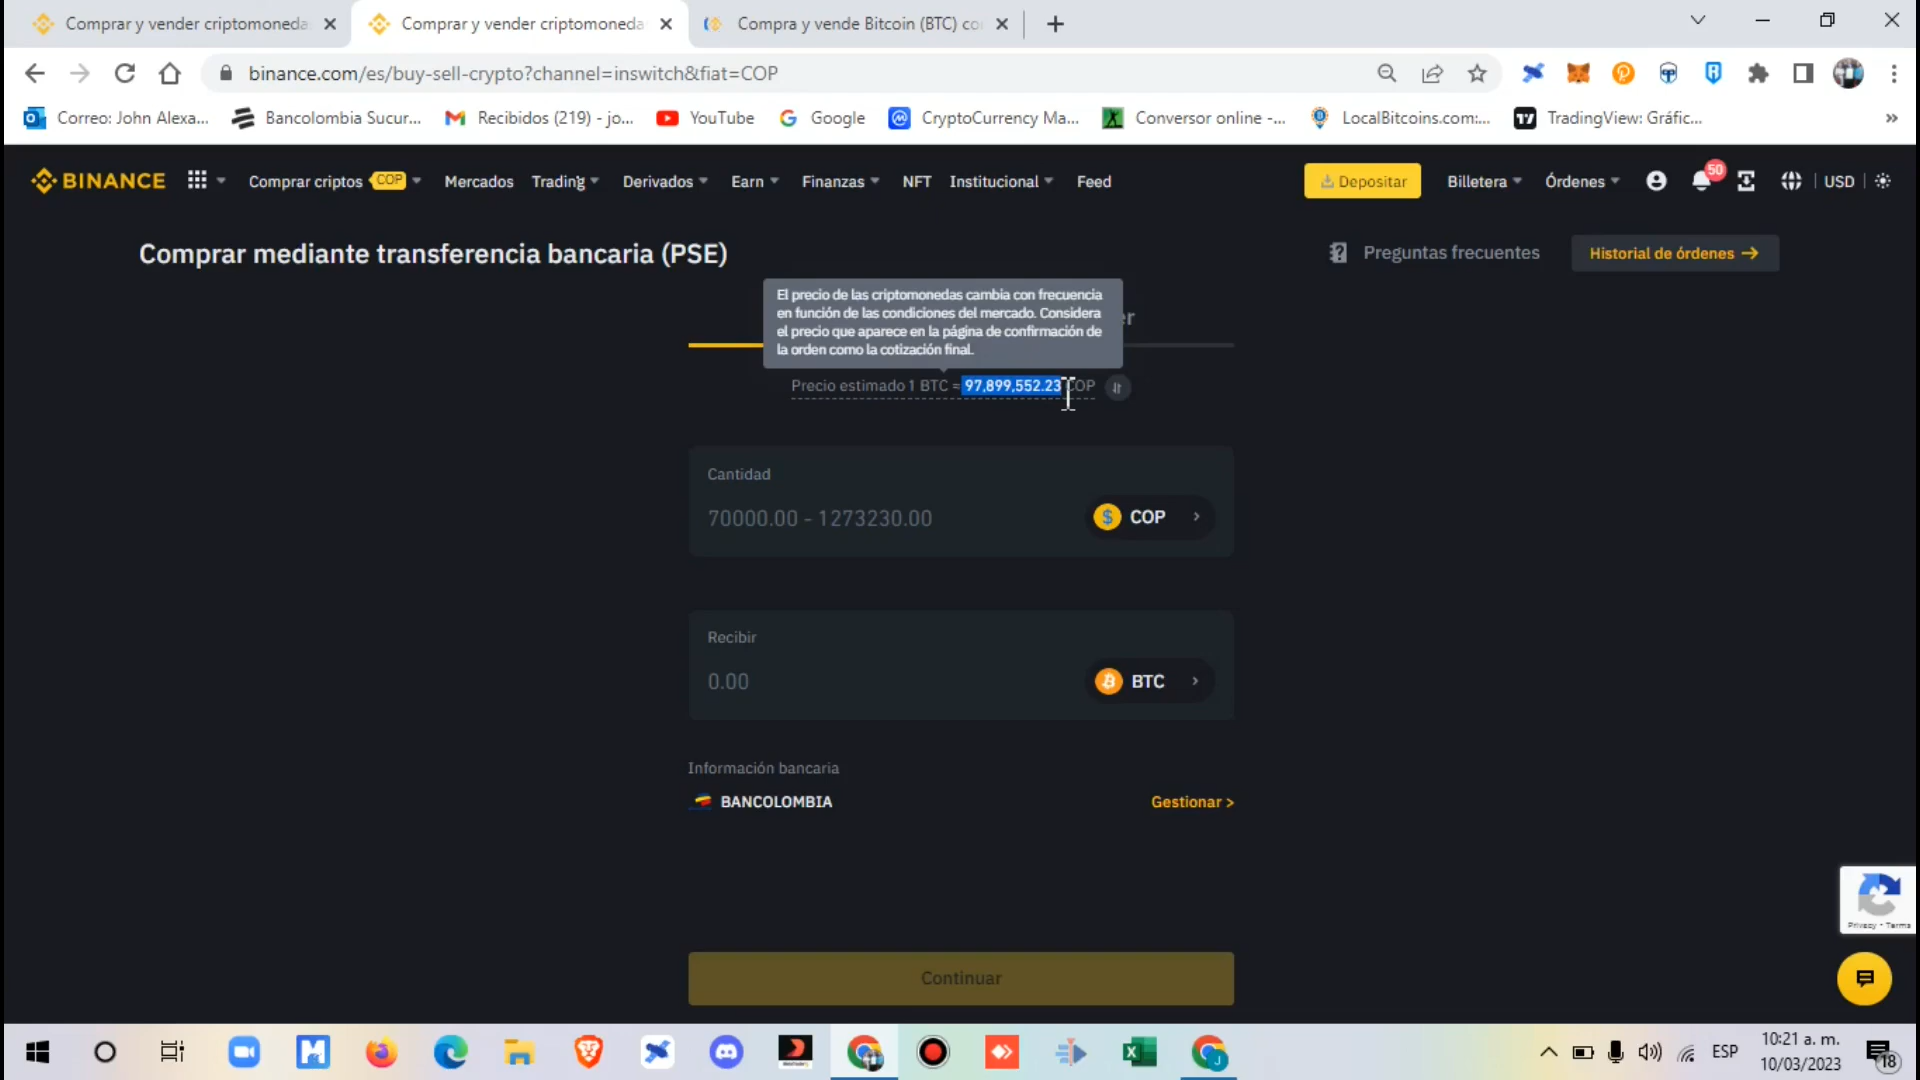 Comprar y vender criptomoneda
Comprar y vender criptomoneda
Compra y vende Bitcoin (BTC) co
binance.com/es/buy-sell-crypto?channel=inswitch&fiat=COP
Correo: John Alexa...
Bancolombia Sucur...
Recibidos (219) - jo...
YouTube
Google
CryptoCurrency Ma...
Conversor online -...
LocalBitcoins.com:...
TradingView: Gráfic...
BINANCE
Comprar criptos
COP
Mercados
Trading
Derivados
Earn
Finanzas
NFT
Institucional
Feed
Depositar
Billetera
Órdenes
50
USD
Comprar mediante transferencia bancaria (PSE)
Preguntas frecuentes
Historial de órdenes →
El precio de las criptomonedas cambia con frecuencia
en función de las condiciones del mercado. Considera
el precio que aparece en la página de confirmación de
la orden como la cotización final.
Precio estimado 1 BTC ≈ 97,899,552.23 COP
Cantidad
70000.00 - 1273230.00
COP
Recibir
0.00
BTC
Información bancaria
BANCOLOMBIA
Gestionar >
Privacy - Terms
Continuar
ESP
10:21 a. m.
10/03/2023
18